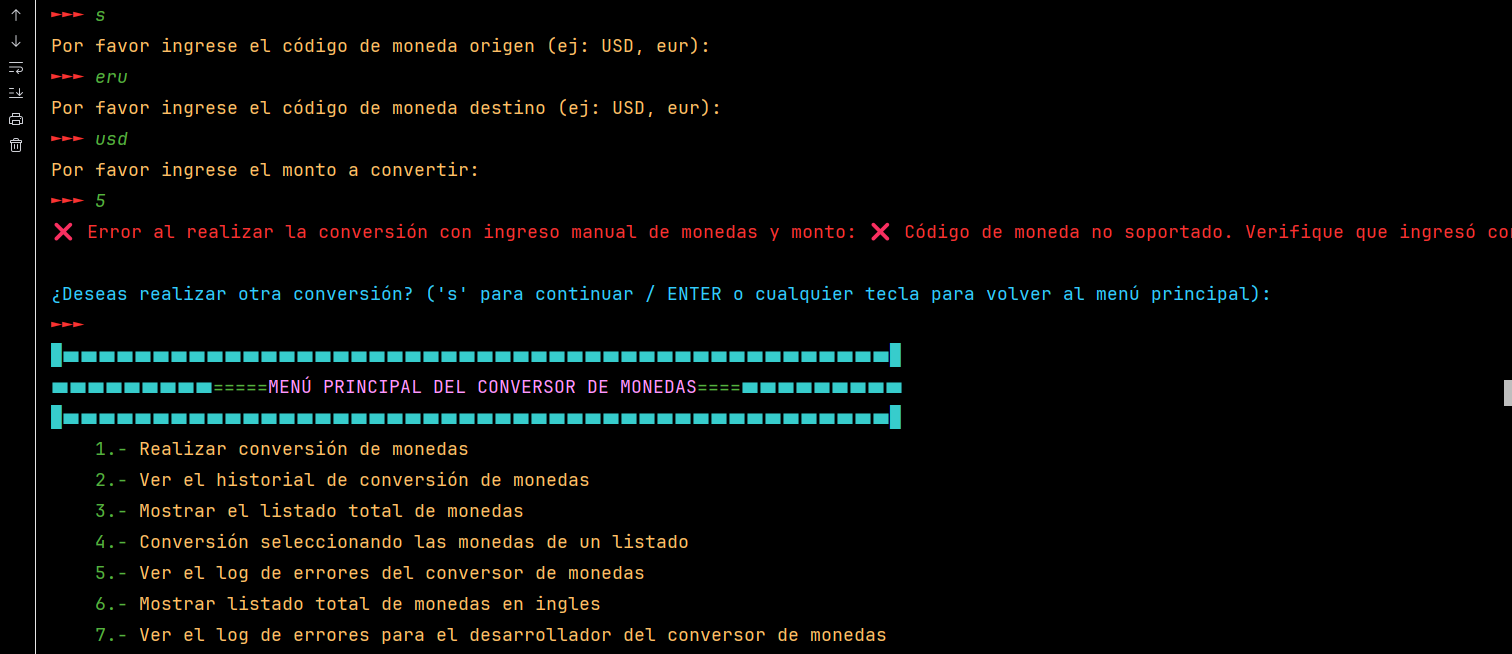 ►►► s
Por favor ingrese el código de moneda origen (ej: USD, eur):
►►► eru
Por favor ingrese el código de moneda destino (ej: USD, eur):
►►► usd
Por favor ingrese el monto a convertir:
►►► 5
❌ Error al realizar la conversión con ingreso manual de monedas y monto: ❌ Código de moneda no soportado. Verifique que ingresó
¿Deseas realizar otra conversión? ('s' para continuar / ENTER o cualquier tecla para volver al menú principal):
►►►
=====MENÚ PRINCIPAL DEL CONVERSOR DE MONEDAS====
1.- Realizar conversión de monedas
2.- Ver el historial de conversión de monedas
3.- Mostrar el listado total de monedas
4.- Conversión seleccionando las monedas de un listado
5.- Ver el log de errores del conversor de monedas
6.- Mostrar listado total de monedas en ingles
7.- Ver el log de errores para el desarrollador del conversor de monedas